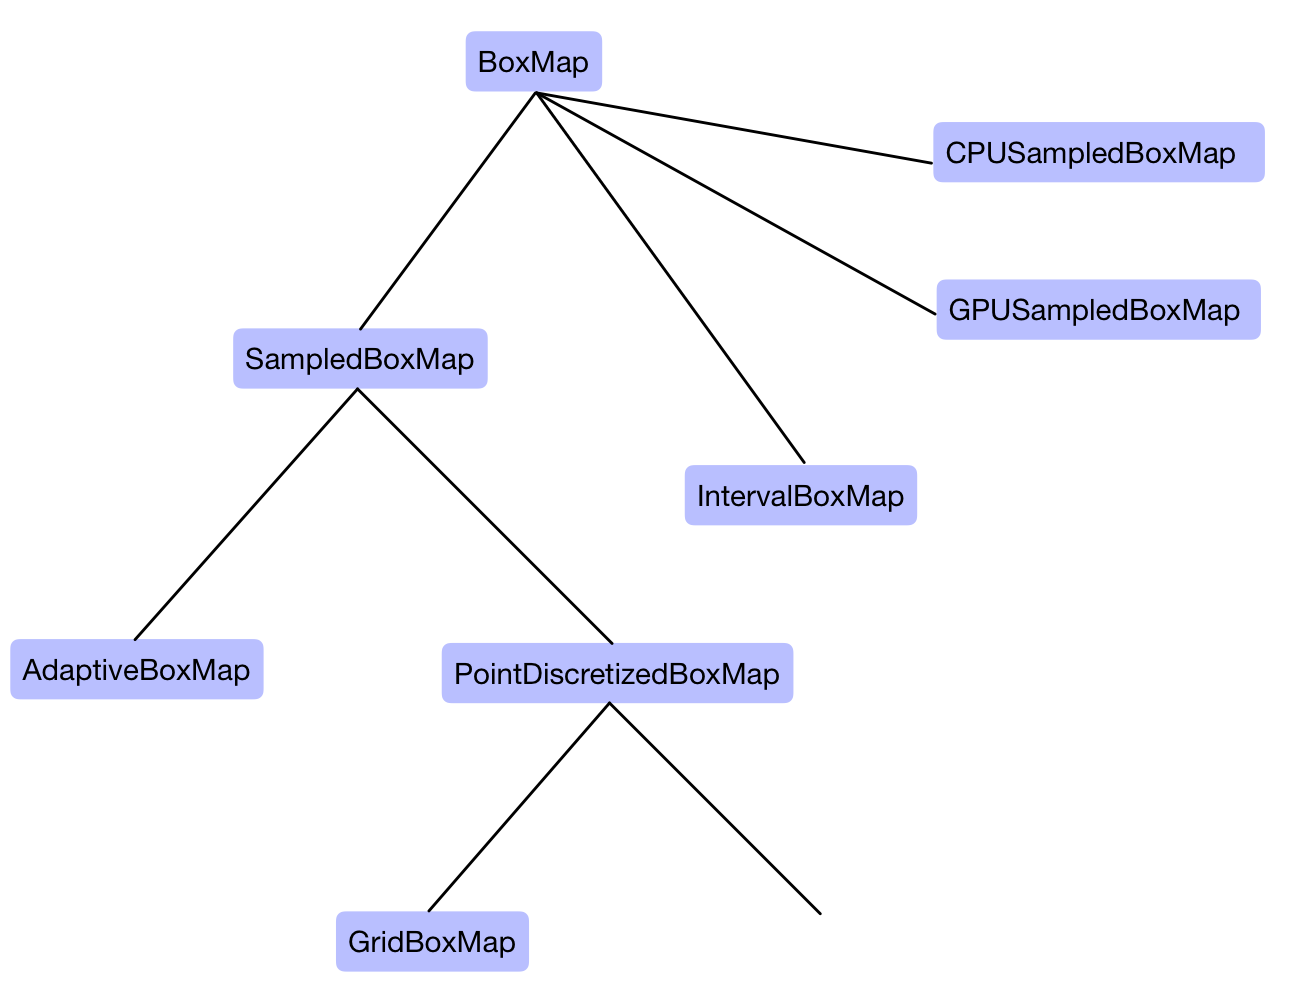 BoxMap
CPUSampledBoxMap
GPUSampledBoxMap
SampledBoxMap
IntervalBoxMap
AdaptiveBoxMap
PointDiscretizedBoxMap
GridBoxMap